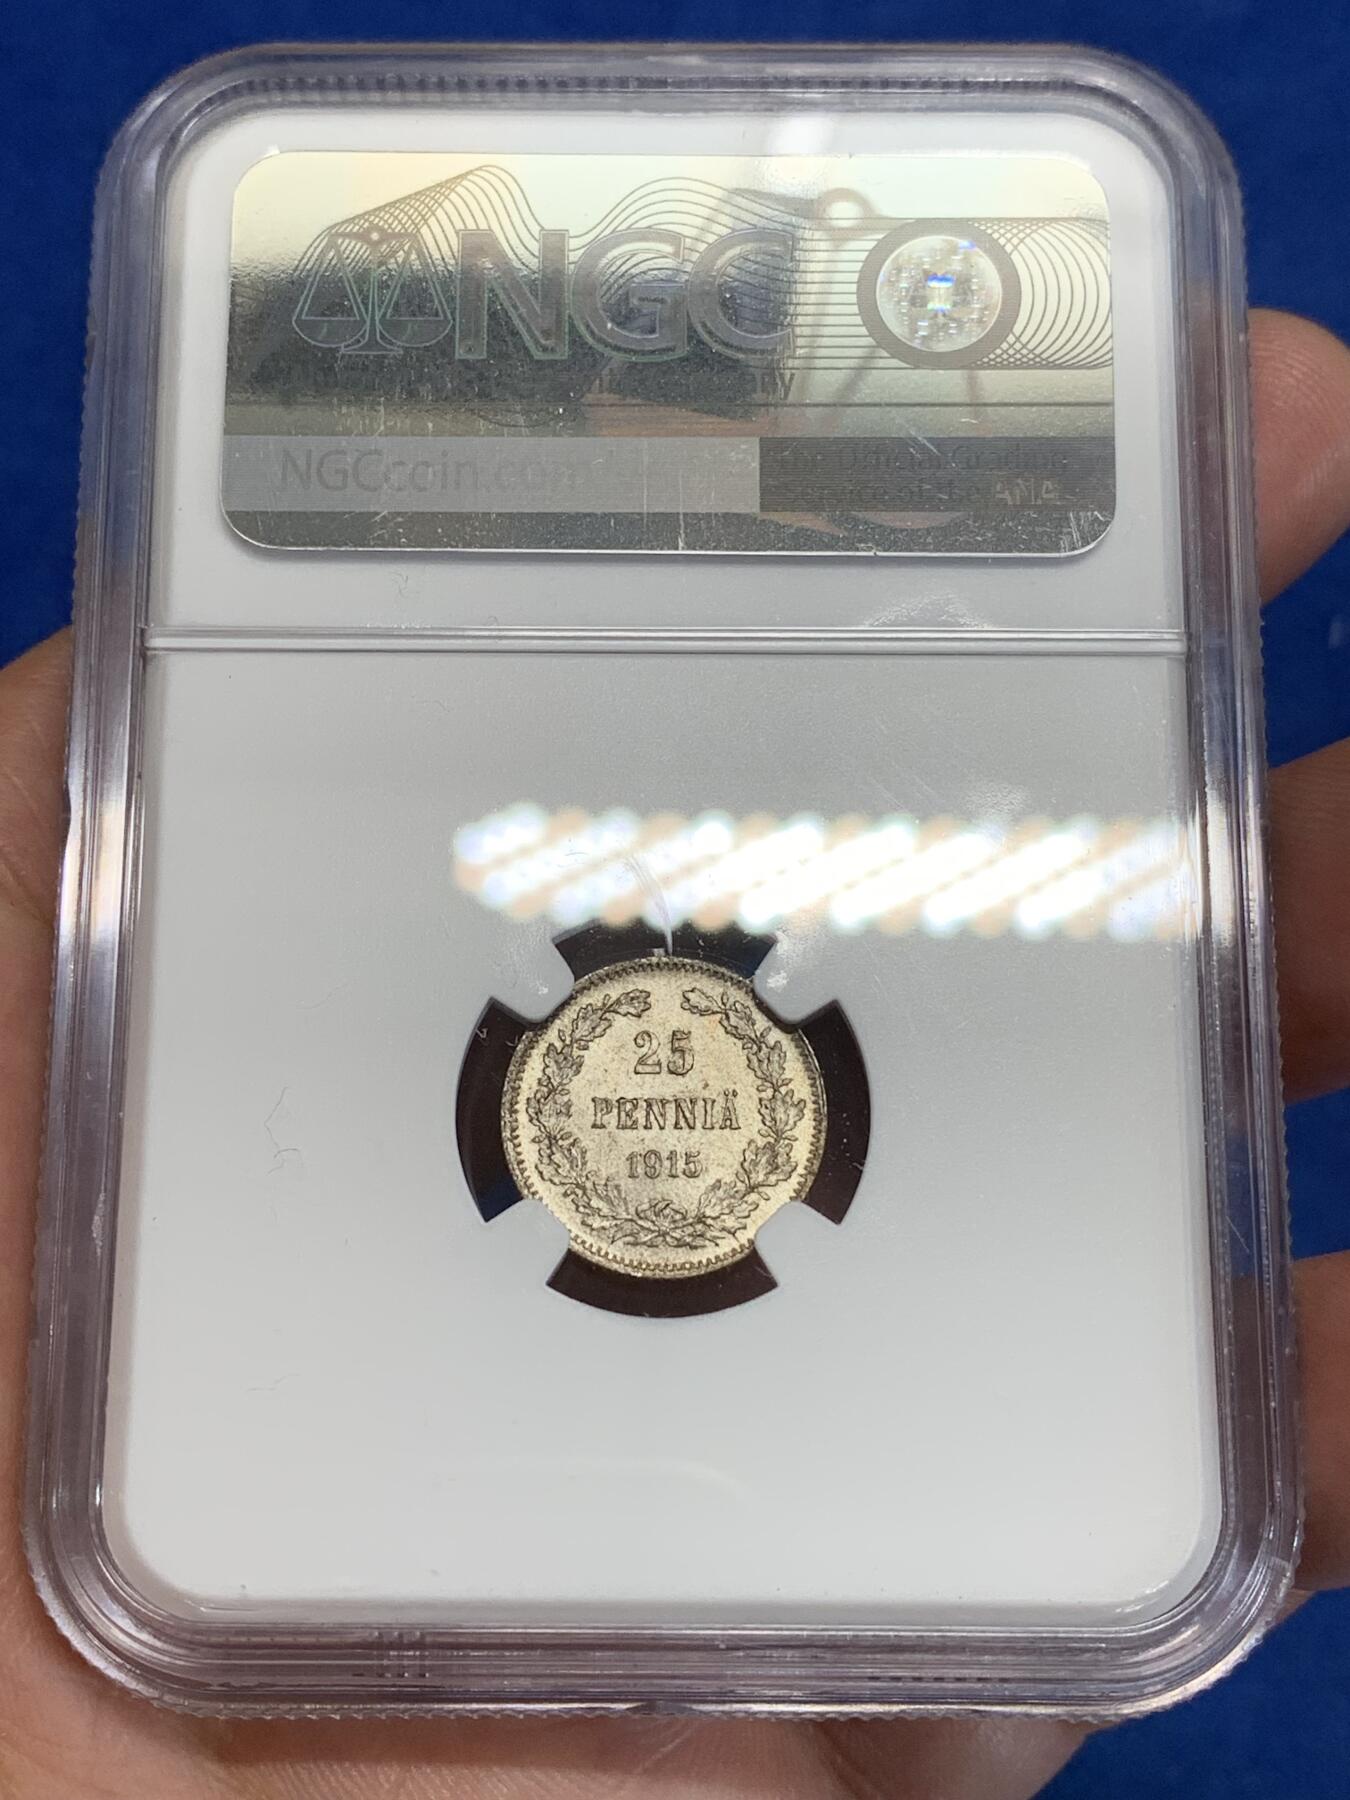 NGC
NGCcoin.com
The Official Grading
Service of the ANA
25
PENNIÄ
1915